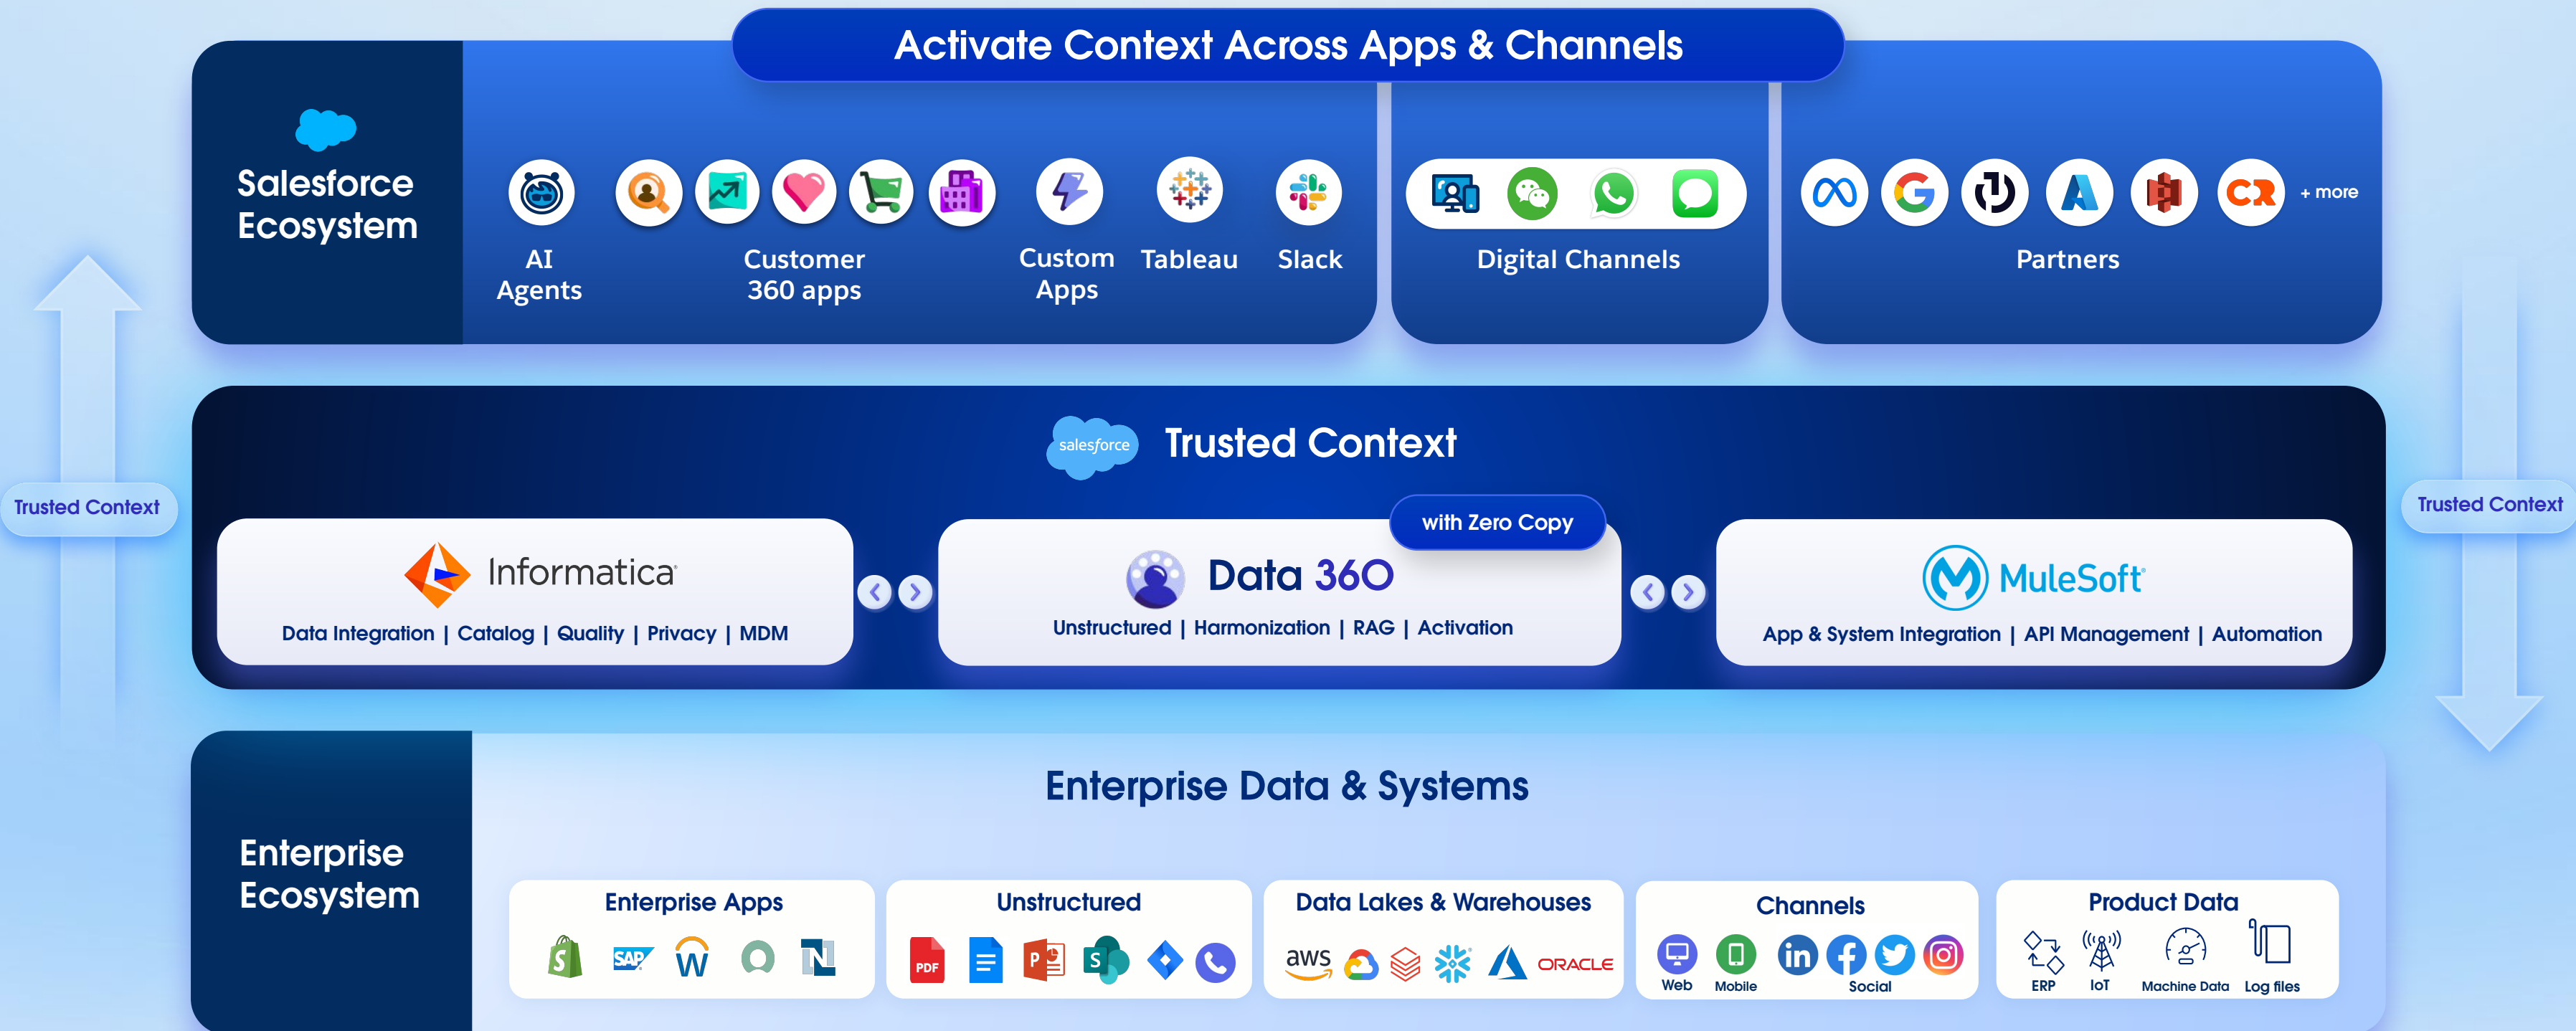 Activate Context Across Apps & Channels
Salesforce
Ecosystem
AI
Agents
Customer
360 apps
Custom
Apps
Tableau
Slack
Digital Channels
CR
+ more
Partners
salesforce
Trusted Context
Trusted Context
Trusted Context
Informatica
Data Integration | Catalog | Quality | Privacy | MDM
with Zero Copy
Data 360
Unstructured | Harmonization | RAG | Activation
MuleSoft
App & System Integration | API Management | Automation
Enterprise
Ecosystem
Enterprise Data & Systems
Enterprise Apps
SAP
Unstructured
PDF
P
S
Data Lakes & Warehouses
aws
ORACLE
Channels
Web
Mobile
in
Social
Product Data
ERP
IoT
Machine Data
Log files